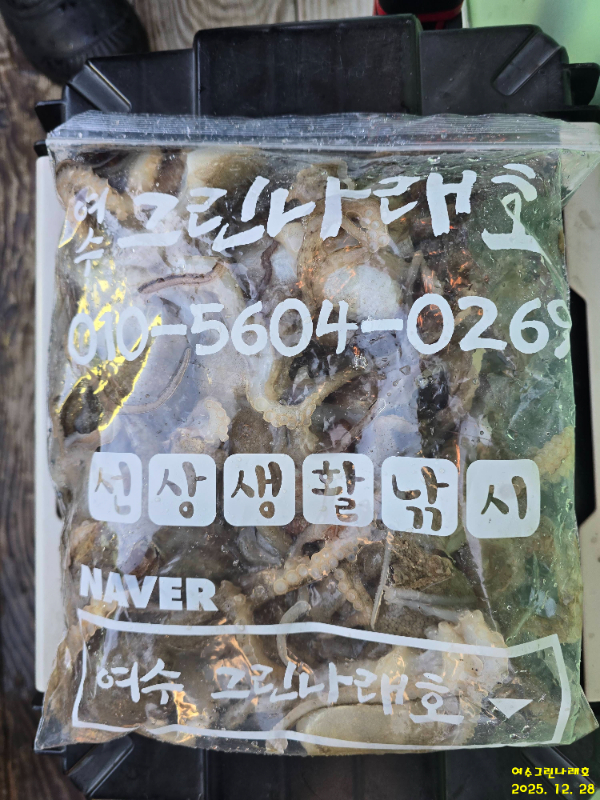 여수 그린나래호
010-5604-0269
선상생활낚시
NAVER
여수 그린나래호
여수그린나래호
2025. 12. 28